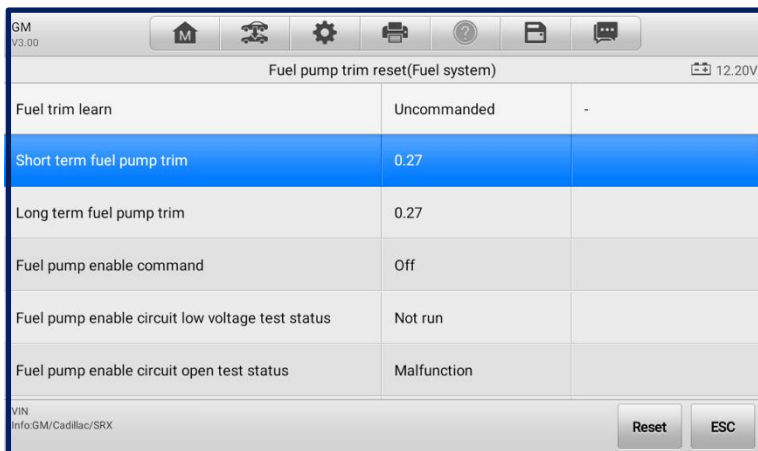 GM
V3.00
M
?
Fuel pump trim reset(Fuel system)
12.20V
Fuel trim learn Uncommanded -
Short term fuel pump trim 0.27
Long term fuel pump trim 0.27
Fuel pump enable command Off
Fuel pump enable circuit low voltage test status Not run
Fuel pump enable circuit open test status Malfunction
VIN
Info:GM/Cadillac/SRX
Reset ESC